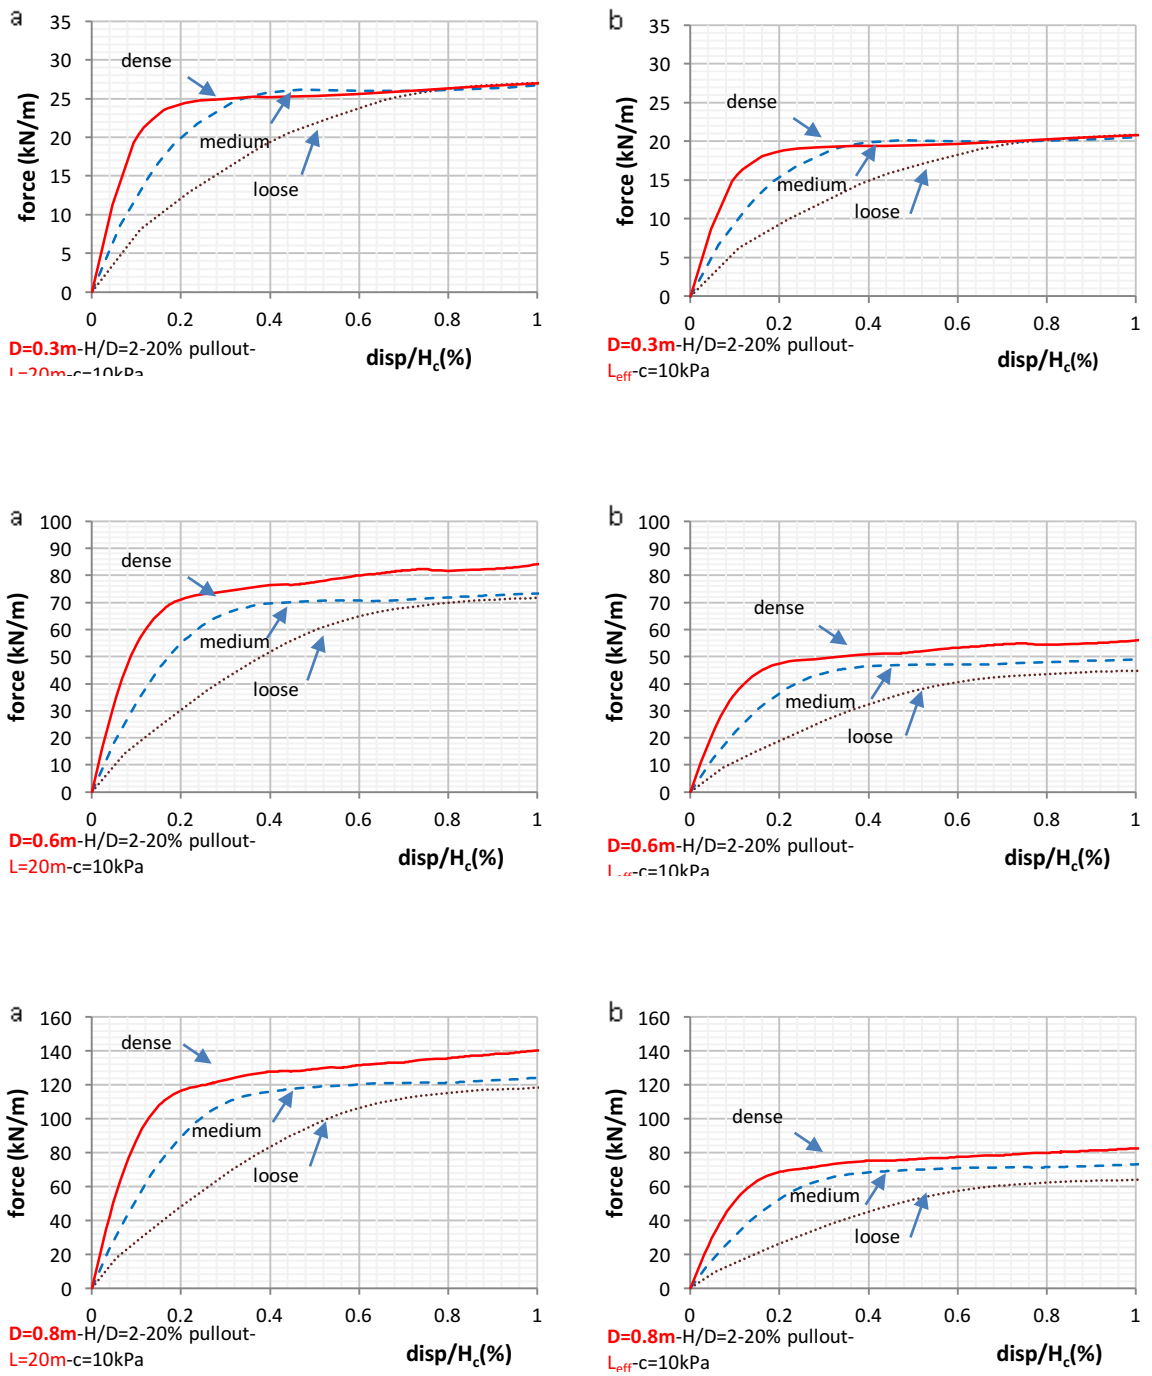 a
35
30
25
20
15
10
5
0
force (kN/m)
dense
medium
loose
0 0.2 0.4 0.6 0.8 1
disp/Hc(%)
D=0.3m-H/D=2-20% pullout-
L=20m-c=10kPa
b
35
30
25
20
15
10
5
0
force (kN/m)
dense
medium
loose
0 0.2 0.4 0.6 0.8 1
disp/Hc(%)
D=0.3m-H/D=2-20% pullout-
Leff-c=10kPa
a
100
90
80
70
60
50
40
30
20
10
0
force (kN/m)
dense
medium
loose
0 0.2 0.4 0.6 0.8 1
disp/Hc(%)
D=0.6m-H/D=2-20% pullout-
L=20m-c=10kPa
b
100
90
80
70
60
50
40
30
20
10
0
force (kN/m)
dense
medium
loose
0 0.2 0.4 0.6 0.8 1
disp/Hc(%)
D=0.6m-H/D=2-20% pullout-
Leff-c=10kPa
a
160
140
120
100
80
60
40
20
0
force (kN/m)
dense
medium
loose
0 0.2 0.4 0.6 0.8 1
disp/Hc(%)
D=0.8m-H/D=2-20% pullout-
L=20m-c=10kPa
b
160
140
120
100
80
60
40
20
0
force (kN/m)
dense
medium
loose
0 0.2 0.4 0.6 0.8 1
disp/Hc(%)
D=0.8m-H/D=2-20% pullout-
Leff-c=10kPa